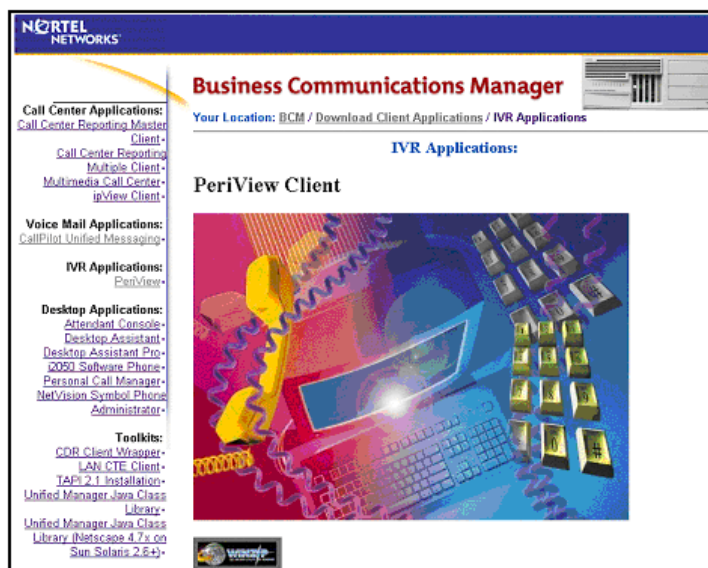 NORTEL
NETWORKS
Business Communications Manager
Your Location: BCM / Download Client Applications / IVR Applications
Call Center Applications:
Call Center Reporting Master
Client
Call Center Reporting
Multiple Client
Multimedia Call Center
ipView Client
Voice Mail Applications:
CallPilot Unified Messaging
IVR Applications:
PeriView
Desktop Applications:
Attendant Console
Desktop Assistant
Desktop Assistant Pro
i2050 Software Phone
Personal Call Manager
NetVision Symbol Phone
Administrator
Toolkits:
CDR Client Wrapper
LAN CTE Client
TAPI 2.1 Installation
Unified Manager Java Class
Library
Unified Manager Java Class
Library (Netscape 4.7x on
Sun Solaris 2.6+)
IVR Applications:
PeriView Client
#
#
WINZIP